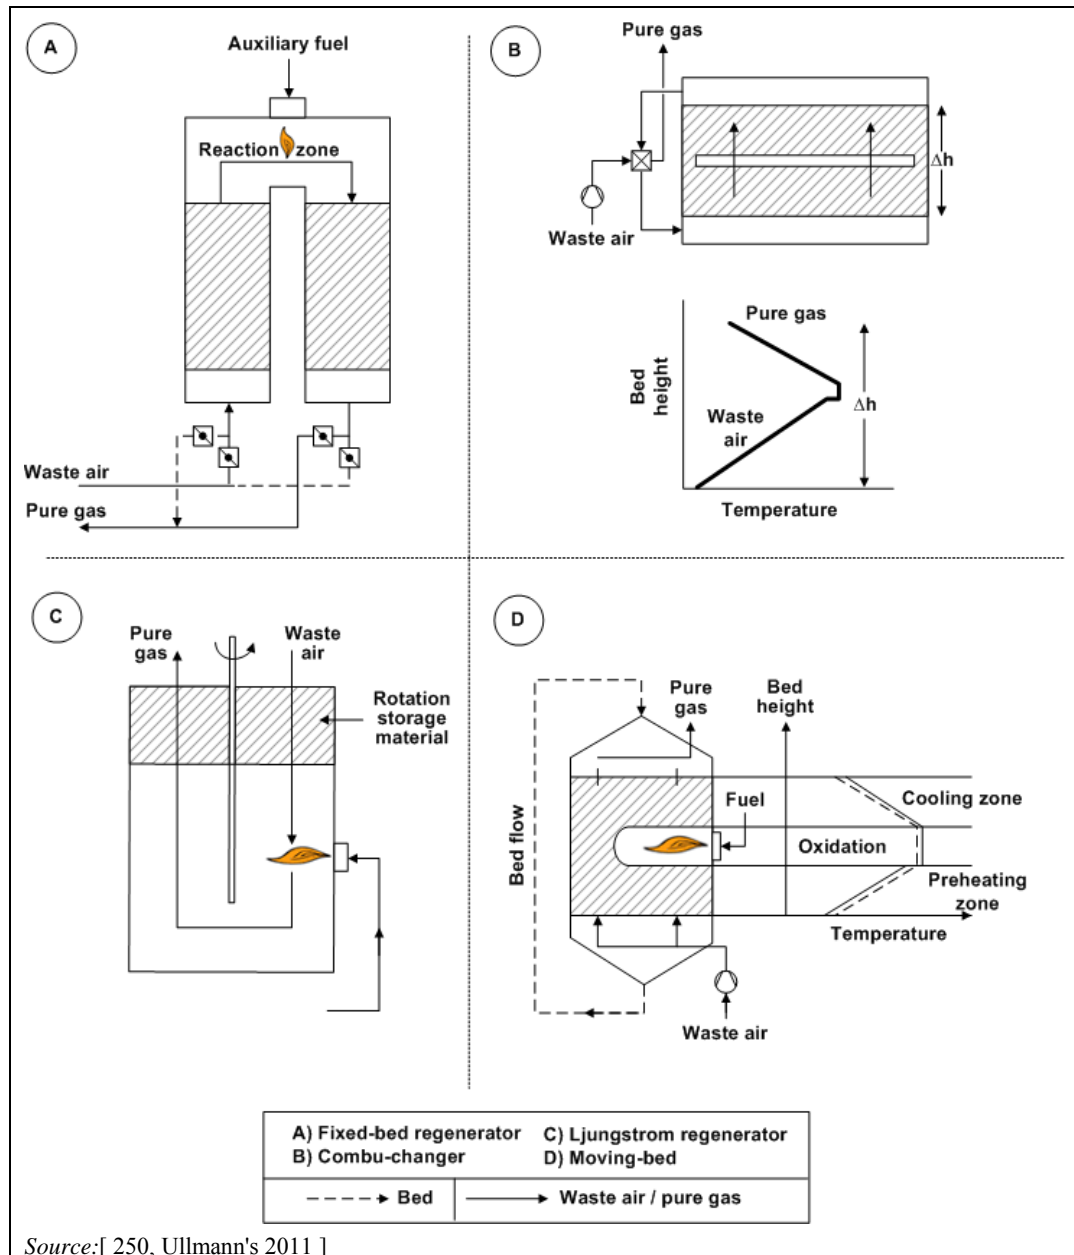 A
Auxiliary fuel
Reaction zone
Waste air
Pure gas
B
Pure gas
Waste air
Δh
Pure gas
Bed
height
Waste
air
Δh
Temperature
C
Pure
gas
Waste
air
Rotation
storage
material
D
Pure
gas
Bed
height
Bed flow
Fuel
Cooling zone
Oxidation
Preheating
zone
Temperature
Waste air
A) Fixed-bed regenerator C) Ljungstrom regenerator
B) Combu-changer D) Moving-bed
Bed Waste air / pure gas
Source:[ 250, Ullmann's 2011 ]